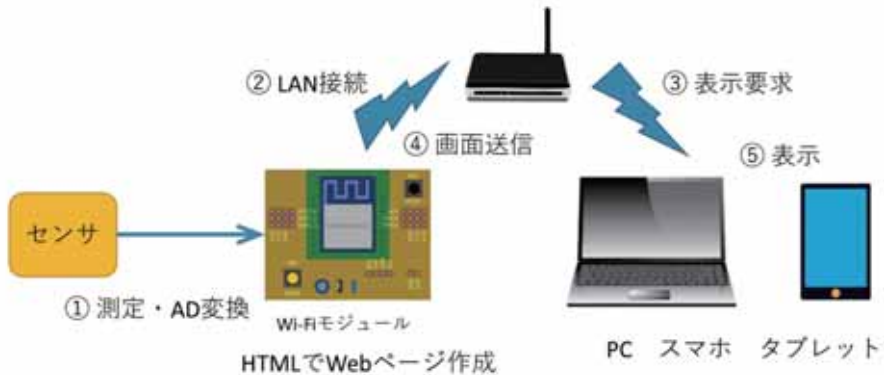 ② LAN接続
③ 表示要求
④ 画面送信
⑤ 表示
センサ
① 測定・AD変換
Wi-Fiモジュール
HTMLでWebページ作成
PC スマホ タブレット